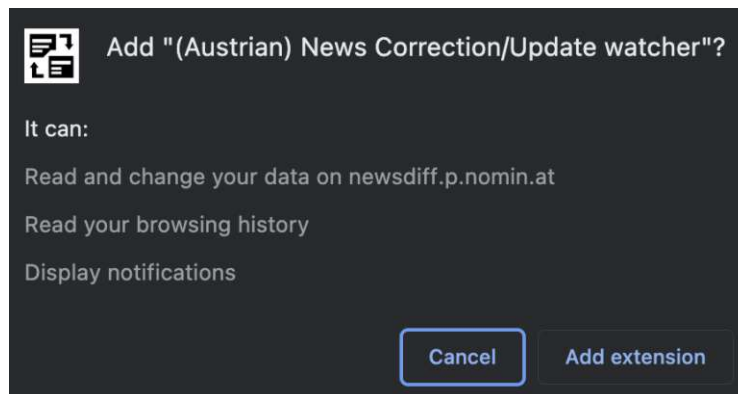 Add "(Austrian) News Correction/Update watcher"?
It can:
Read and change your data on newsdiff.p.nomin.at
Read your browsing history
Display notifications
Cancel Add extension